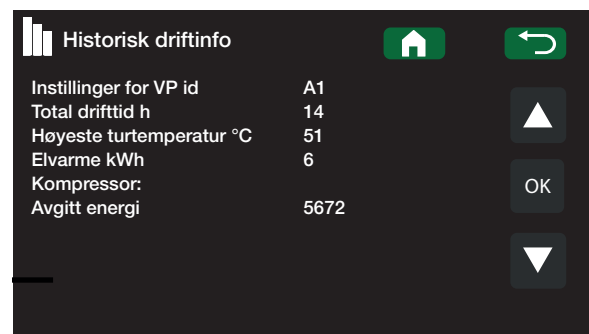 Historisk driftinfo
Instillinger for VP id A1
Total drifttid h 14
Høyeste turtemperatur °C 51
Elvarme kWh 6
Kompressor:
Avgitt energi 5672
OK